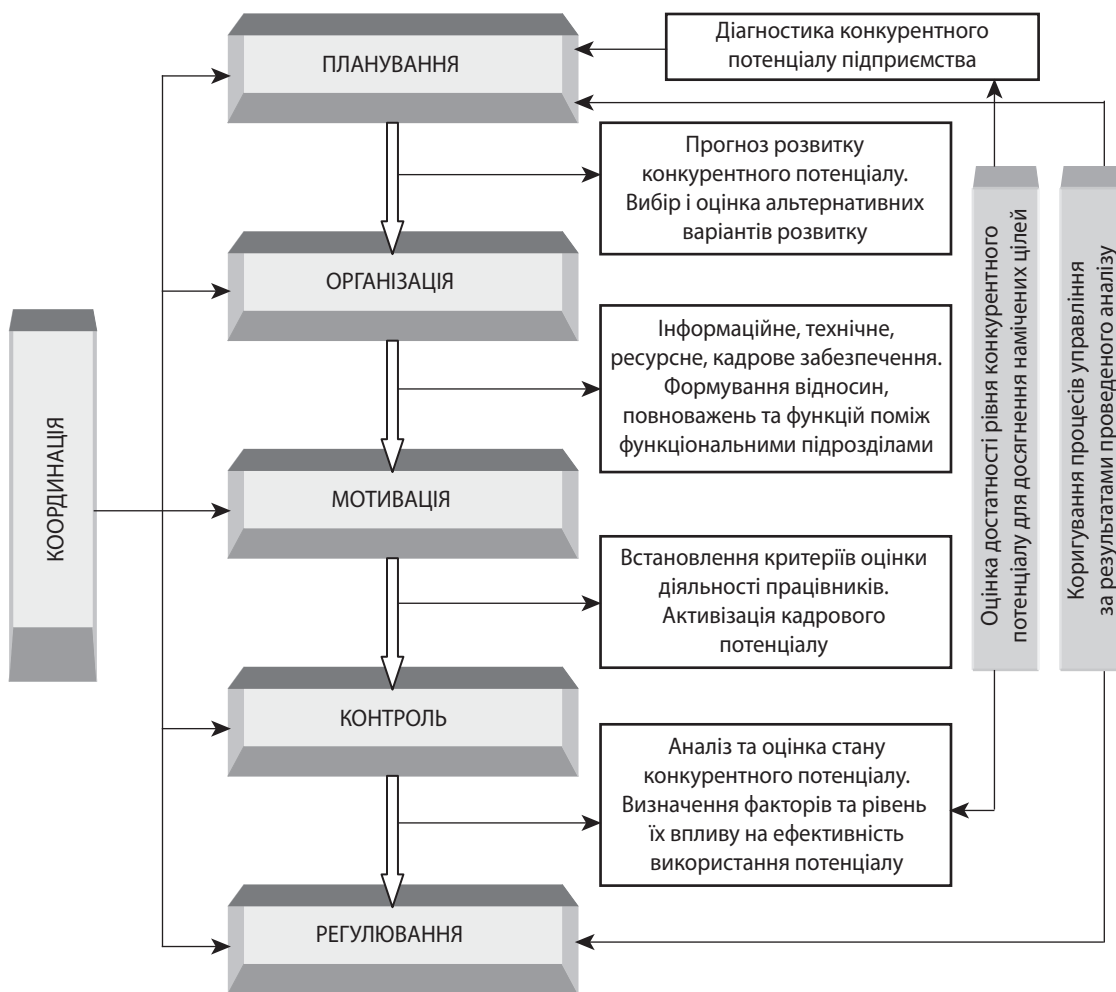 ПЛАНУВАННЯ
Діагностика конкурентного
потенціалу підприємства
Прогноз розвитку
конкурентного потенціалу.
Вибір і оцінка альтернативних
варіантів розвитку
ОРГАНІЗАЦІЯ
Інформаційне, технічне,
ресурсне, кадрове забезпечення.
Формування відносин,
повноважень та функцій поміж
функціональними підрозділами
КООРДИНАЦІЯ
МОТИВАЦІЯ
Встановлення критеріїв оцінки
діяльності працівників.
Активізація кадрового
потенціалу
КОНТРОЛЬ
Аналіз та оцінка стану
конкурентного потенціалу.
Визначення факторів та рівень
їх впливу на ефективність
використання потенціалу
РЕГУЛЮВАННЯ
Оцінка достатності рівня конкурентного
потенціалу для досягнення намічених цілей
Коригування процесів управління
за результатами проведеного аналізу